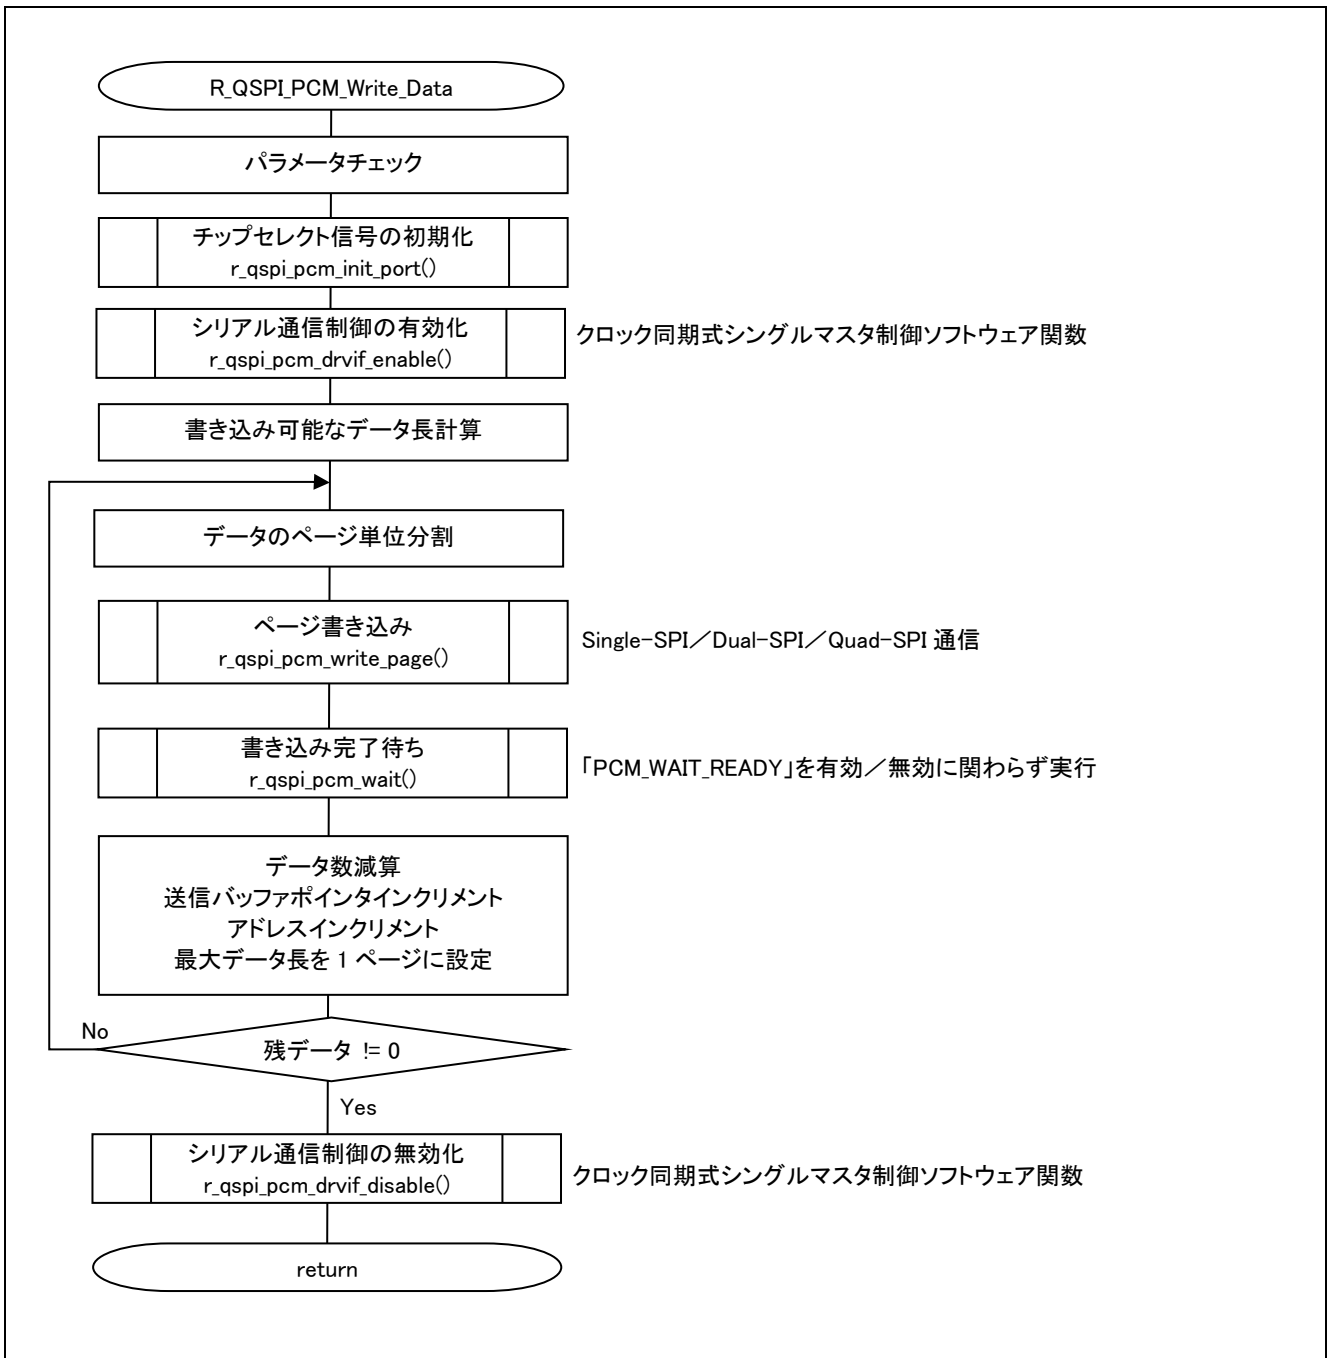 R_QSPI_PCM_Write_Data
パラメータチェック
チップセレクト信号の初期化
r_qspi_pcm_init_port()
シリアル通信制御の有効化
r_qspi_pcm_drvif_enable()
クロック同期式シングルマスタ制御ソフトウェア関数
書き込み可能なデータ長計算
データのページ単位分割
ページ書き込み
r_qspi_pcm_write_page()
Single-SPI／Dual-SPI／Quad-SPI 通信
書き込み完了待ち
r_qspi_pcm_wait()
「PCM_WAIT_READY」を有効／無効に関わらず実行
データ数減算
送信バッファポインタインクリメント
アドレスインクリメント
最大データ長を 1 ページに設定
No
残データ != 0
Yes
シリアル通信制御の無効化
r_qspi_pcm_drvif_disable()
クロック同期式シングルマスタ制御ソフトウェア関数
return